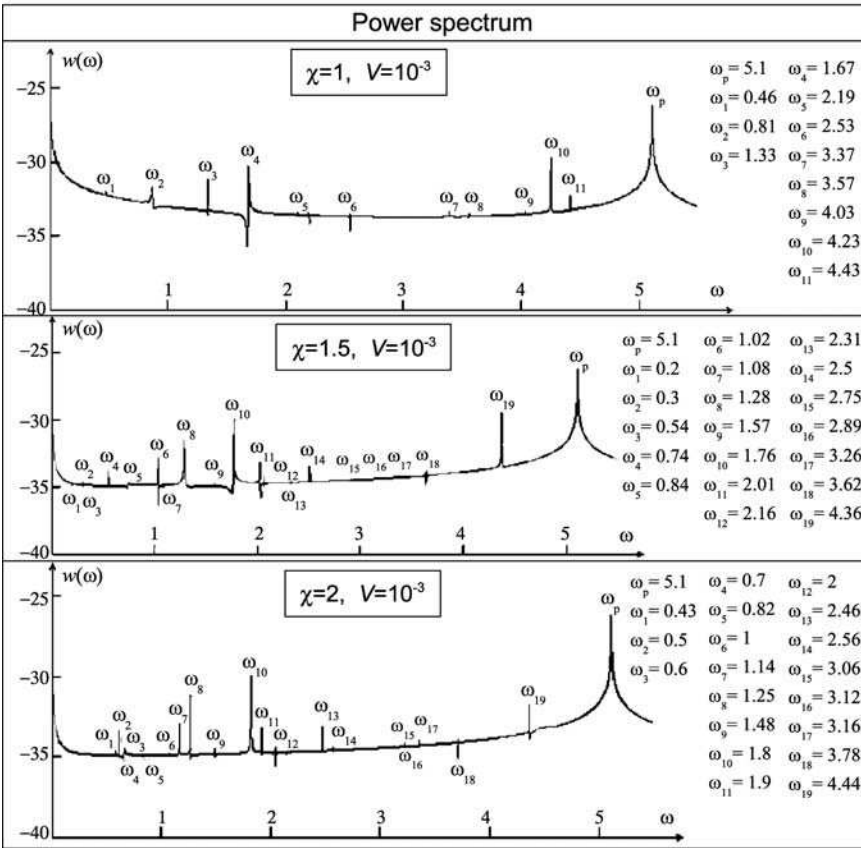 Power spectrum
w(ω)
χ=1, V=10⁻³
−25
−30
−35
−40
ω₁
ω₂
ω₃
ω₄
ω₅
ω₆
ω₇
ω₈
ω₉
ω₁₀
ω₁₁
ωₚ
1 2 3 4 5 ω
ωₚ= 5.1 ω₄= 1.67
ω₁= 0.46 ω₅= 2.19
ω₂= 0.81 ω₆= 2.53
ω₃= 1.33 ω₇= 3.37
ω₈= 3.57
ω₉= 4.03
ω₁₀= 4.23
ω₁₁= 4.43
w(ω)
χ=1.5, V=10⁻³
−25
−30
−35
−40
ω₁ ω₃
ω₂
ω₄
ω₅
ω₆
ω₇
ω₈
ω₉
ω₁₀
ω₁₁
ω₁₂
ω₁₃
ω₁₄
ω₁₅ ω₁₆ ω₁₇ ω₁₈
ω₁₉
ωₚ
1 2 3 4 5 ω
ωₚ= 5.1 ω₆= 1.02 ω₁₃= 2.31
ω₁= 0.2 ω₇= 1.08 ω₁₄= 2.5
ω₂= 0.3 ω₈= 1.28 ω₁₅= 2.75
ω₃= 0.54 ω₉= 1.57 ω₁₆= 2.89
ω₄= 0.74 ω₁₀= 1.76 ω₁₇= 3.26
ω₅= 0.84 ω₁₁= 2.01 ω₁₈= 3.62
ω₁₂= 2.16 ω₁₉= 4.36
w(ω)
χ=2, V=10⁻³
−25
−30
−35
−40
ω₁
ω₂
ω₃
ω₄ ω₅
ω₆
ω₇
ω₈
ω₉
ω₁₀
ω₁₁
ω₁₂
ω₁₃
ω₁₄
ω₁₅ ω₁₇
ω₁₆
ω₁₈
ω₁₉
ωₚ
1 2 3 4 5 ω
ωₚ= 5.1 ω₄= 0.7 ω₁₂= 2
ω₁= 0.43 ω₅= 0.82 ω₁₃= 2.46
ω₂= 0.5 ω₆= 1 ω₁₄= 2.56
ω₃= 0.6 ω₇= 1.14 ω₁₅= 3.06
ω₈= 1.25 ω₁₆= 3.12
ω₉= 1.48 ω₁₇= 3.16
ω₁₀= 1.8 ω₁₈= 3.78
ω₁₁= 1.9 ω₁₉= 4.44